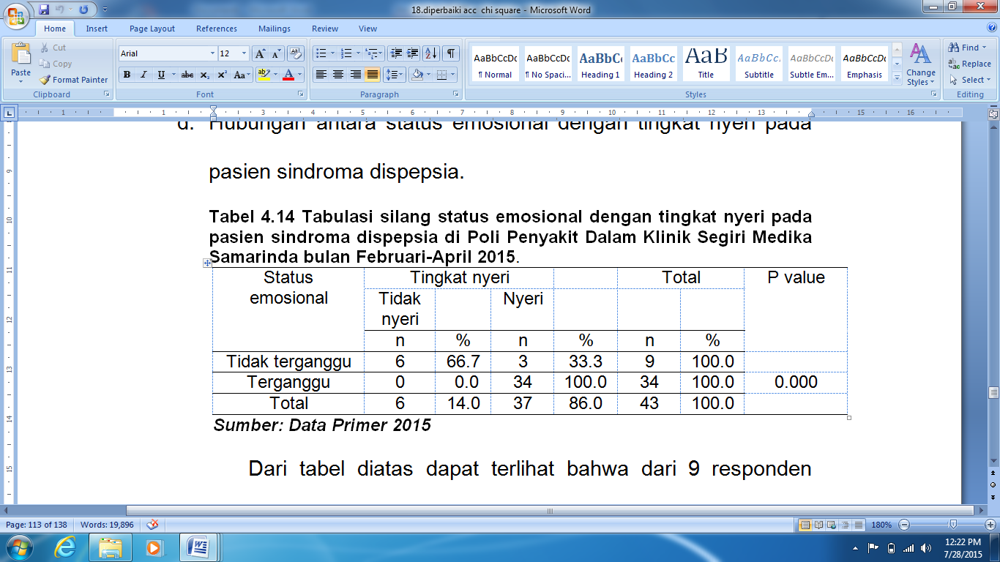 18.diperbaiki acc chi square - Microsoft Word
Home Insert Page Layout References Mailings Review View
Paste
Cut
Copy
Format Painter
Clipboard
Arial 12
Font
Paragraph
AaBbCcDc AaBbCcDc AaBbC AaBbCc AaB AaBbCc. AaBbCcDc AaBbCcDc
¶ Normal ¶ No Spaci... Heading 1 Heading 2 Title Subtitle Subtle Em... Emphasis
Change Styles
Styles
Find
Replace
Select
Editing
1 1 2 3 4 5 6 7 8 9 10 11 12 13 15 16
d. Hubungan antara status emosional dengan tingkat nyeri pada
pasien sindroma dispepsia.
Tabel 4.14 Tabulasi silang status emosional dengan tingkat nyeri pada
pasien sindroma dispepsia di Poli Penyakit Dalam Klinik Segiri Medika
Samarinda bulan Februari-April 2015.
Status Tingkat nyeri Total P value
emosional Tidak Nyeri
nyeri
n % n % n %
Tidak terganggu 6 66.7 3 33.3 9 100.0
Terganggu 0 0.0 34 100.0 34 100.0 0.000
Total 6 14.0 37 86.0 43 100.0
Sumber: Data Primer 2015
Dari tabel diatas dapat terlihat bahwa dari 9 responden
9
10
11
12
13
14
15
Page: 113 of 138 Words: 19,896 180%
12:22 PM
7/28/2015